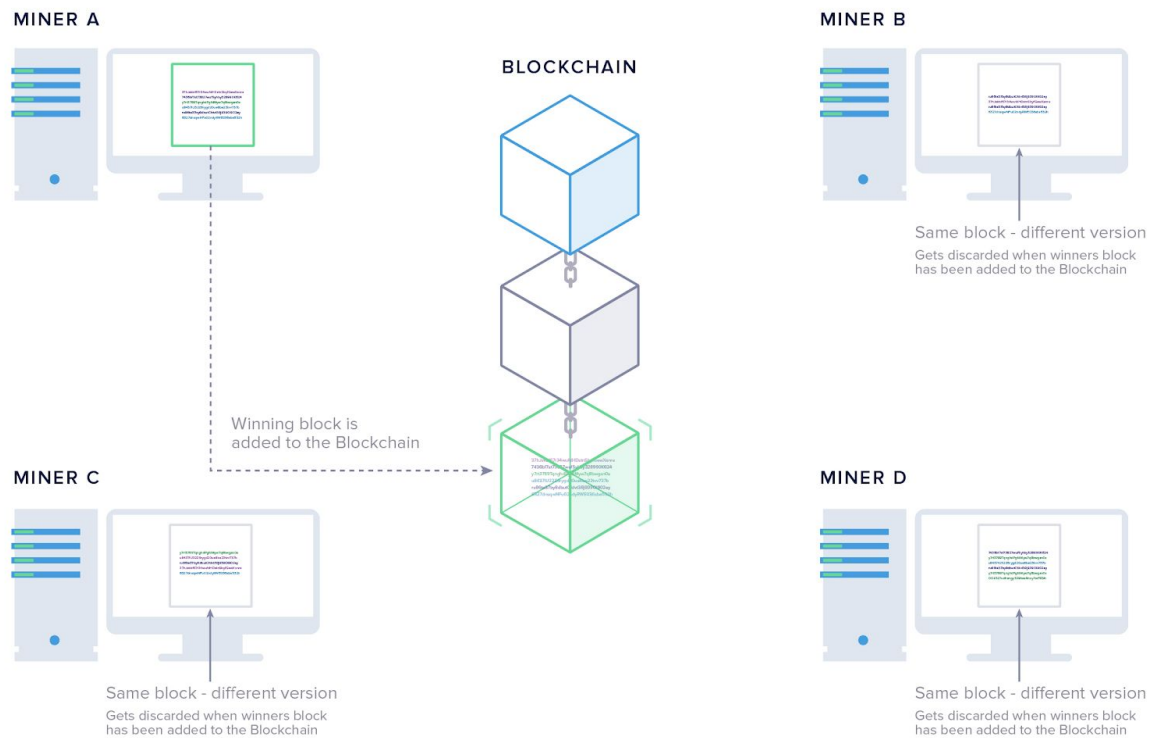 MINER A
MINER B
BLOCKCHAIN
Same block - different version
Gets discarded when winners block
has been added to the Blockchain
Winning block is
added to the Blockchain
MINER C
MINER D
Same block - different version
Gets discarded when winners block
has been added to the Blockchain
Same block - different version
Gets discarded when winners block
has been added to the Blockchain